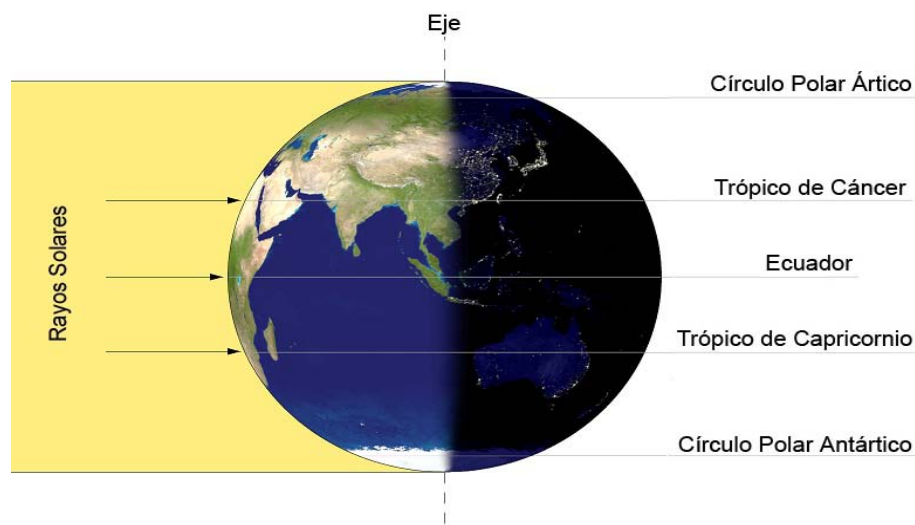 Eje
Círculo Polar Ártico
Trópico de Cáncer
Rayos Solares
Ecuador
Trópico de Capricornio
Círculo Polar Antártico